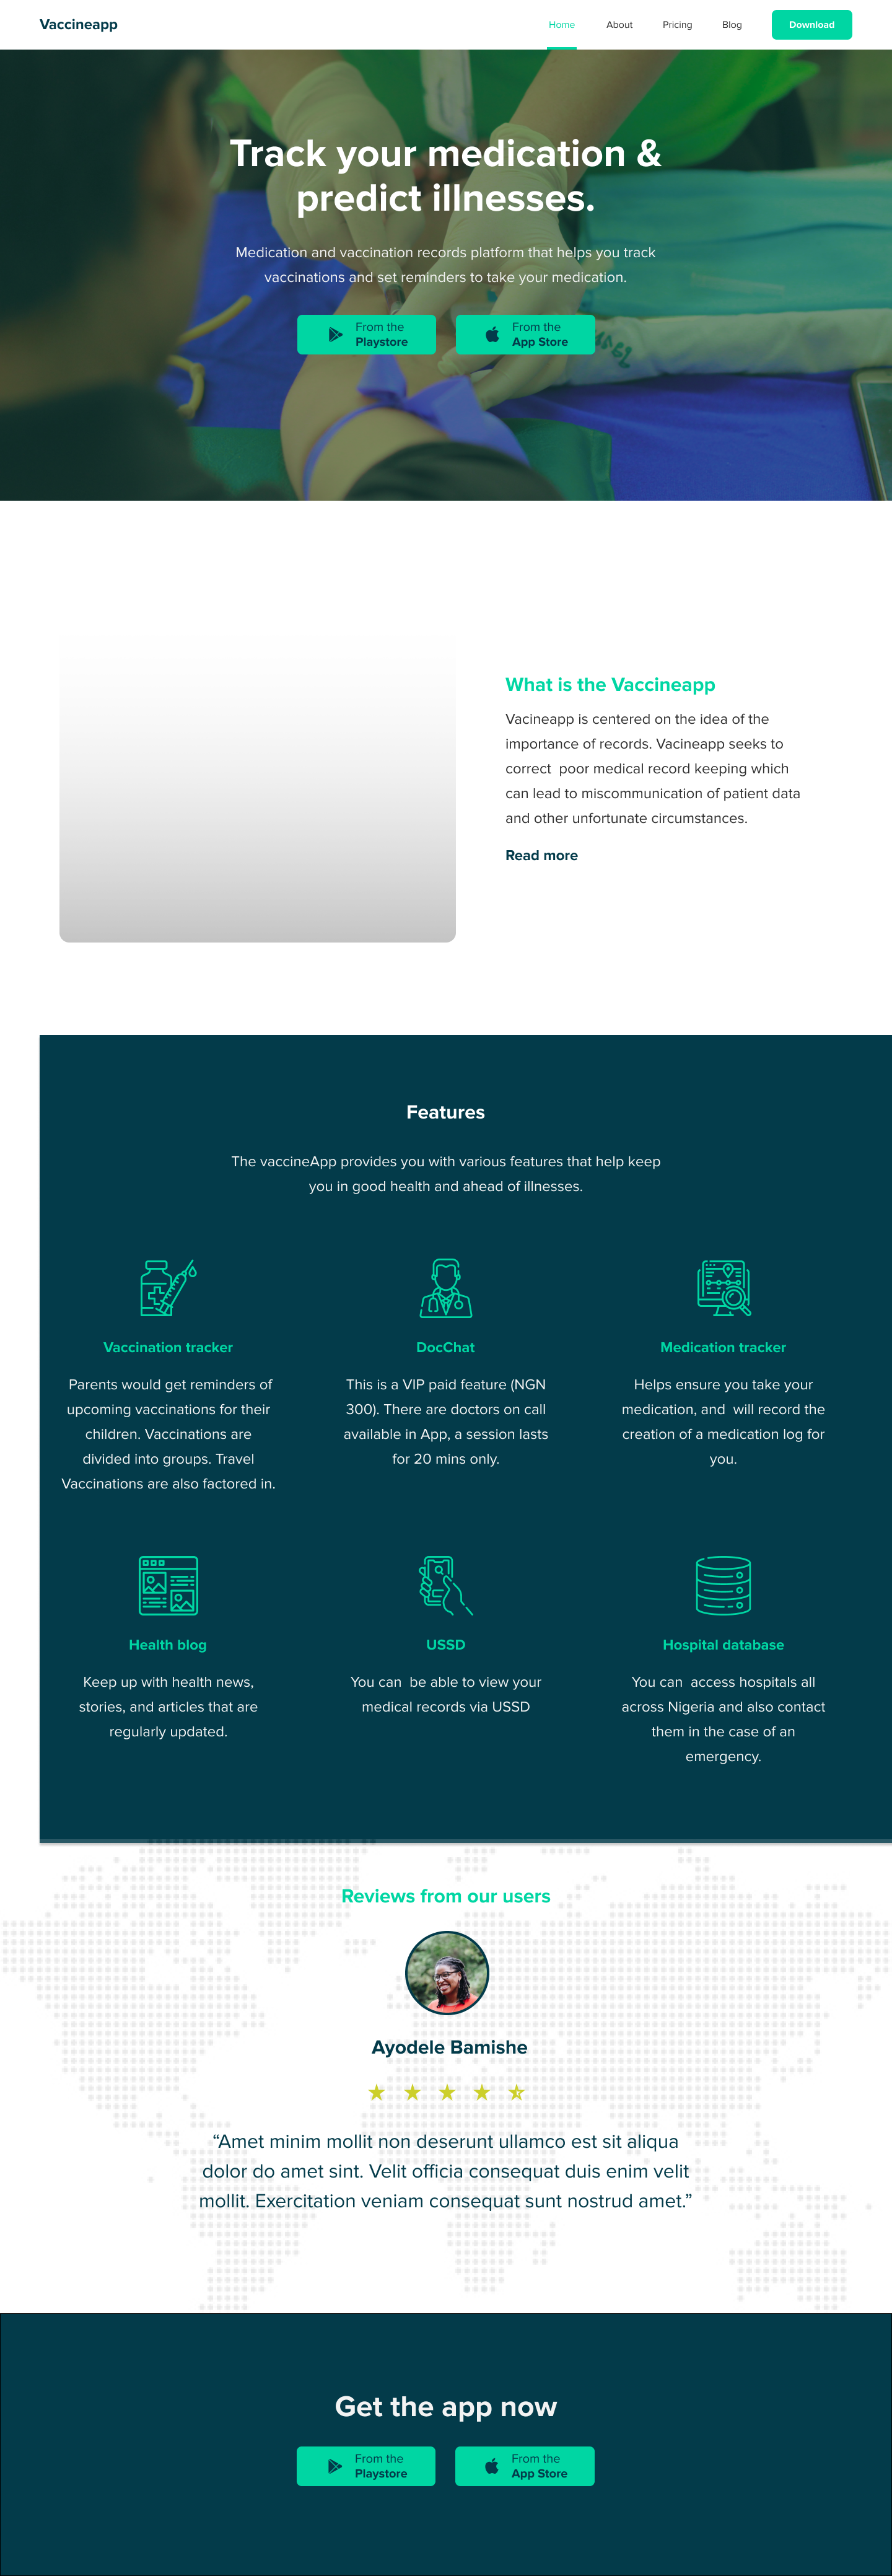 Vaccineapp
Home About Pricing Blog Download
Track your medication &
predict illnesses.
Medication and vaccination records platform that helps you track
vaccinations and set reminders to take your medication.
From the
Playstore
From the
App Store
What is the Vaccineapp
Vacineapp is centered on the idea of the
importance of records. Vacineapp seeks to
correct  poor medical record keeping which
can lead to miscommunication of patient data
and other unfortunate circumstances.
Read more
Features
The vaccineApp provides you with various features that help keep
you in good health and ahead of illnesses.
Vaccination tracker
Parents would get reminders of
upcoming vaccinations for their
children. Vaccinations are
divided into groups. Travel
Vaccinations are also factored in.
DocChat
This is a VIP paid feature (NGN
300). There are doctors on call
available in App, a session lasts
for 20 mins only.
Medication tracker
Helps ensure you take your
medication, and  will record the
creation of a medication log for
you.
Health blog
Keep up with health news,
stories, and articles that are
regularly updated.
USSD
You can  be able to view your
medical records via USSD
Hospital database
You can  access hospitals all
across Nigeria and also contact
them in the case of an
emergency.
Reviews from our users
Ayodele Bamishe
“Amet minim mollit non deserunt ullamco est sit aliqua
dolor do amet sint. Velit officia consequat duis enim velit
mollit. Exercitation veniam consequat sunt nostrud amet.”
Get the app now
From the
Playstore
From the
App Store